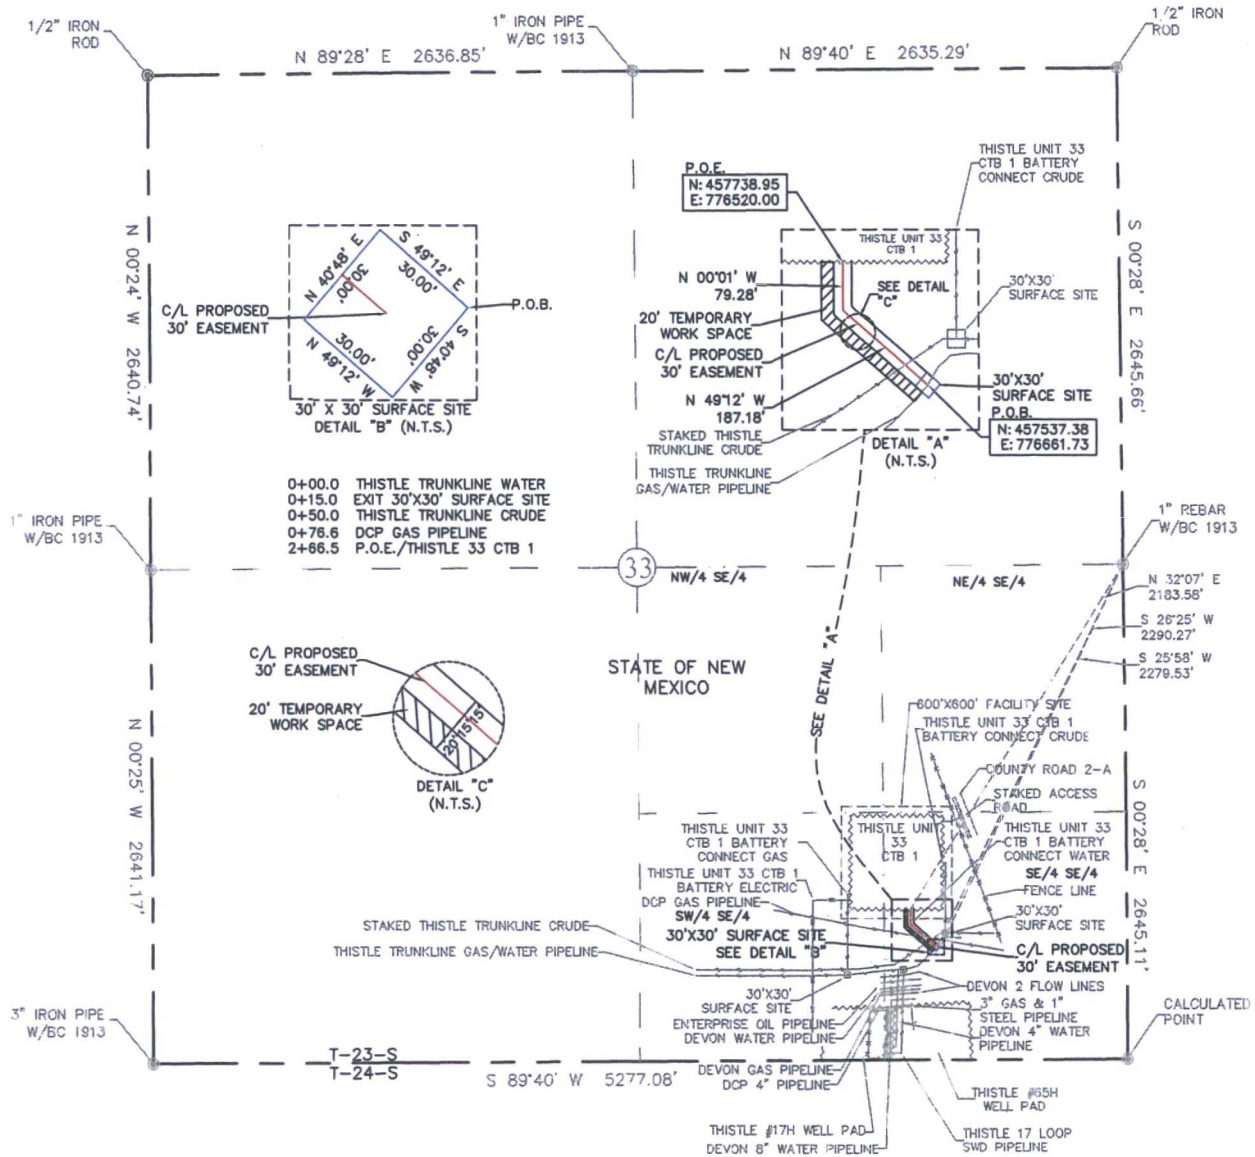 1/2" IRON
ROD
N 89°28' E 2636.85'
1" IRON PIPE
W/BC 1913
N 89°40' E 2635.29'
1/2" IRON
ROD
THISTLE UNIT 33
CTB 1 BATTERY
CONNECT CRUDE
P.O.E.
N: 457738.95
E: 776520.00
THISTLE UNIT 33
CTB 1
N 00°01' W
79.28'
SEE DETAIL
"C"
30'X30'
SURFACE SITE
20' TEMPORARY
WORK SPACE
C/L PROPOSED
30' EASEMENT
N 49°12' W
187.18'
30'X30'
SURFACE SITE
P.O.B.
N: 457537.38
E: 776661.73
STAKED THISTLE
TRUNKLINE CRUDE
DETAIL "A"
(N.T.S.)
THISTLE TRUNKLINE
GAS/WATER PIPELINE
N 00°24' W 2640.74'
S 00°28' E 2645.66'
N 40°48' E
30.00'
S 49°12' E
30.00'
P.O.B.
C/L PROPOSED
30' EASEMENT
30.00'
N 49°12' W
30.00'
S 40°48' W
30' X 30' SURFACE SITE
DETAIL "B" (N.T.S.)
0+00.0 THISTLE TRUNKLINE WATER
0+15.0 EXIT 30'X30' SURFACE SITE
0+50.0 THISTLE TRUNKLINE CRUDE
0+76.6 DCP GAS PIPELINE
2+66.5 P.O.E./THISTLE 33 CTB 1
1" IRON PIPE
W/BC 1913
1" REBAR
W/BC 1913
33
NW/4 SE/4
NE/4 SE/4
N 32°07' E
2183.58'
S 26°25' W
2290.27'
S 25°58' W
2279.53'
C/L PROPOSED
30' EASEMENT
20' TEMPORARY
WORK SPACE
20'15'15'
DETAIL "C"
(N.T.S.)
STATE OF NEW
MEXICO
SEE DETAIL "A"
600'X600' FACILITY SITE
THISTLE UNIT 33 CTB 1
BATTERY CONNECT CRUDE
COUNTY ROAD 2-A
STAKED ACCESS
ROAD
N 00°25' W 2641.17'
S 00°28' E 2645.11'
THISTLE UNIT 33
CTB 1 BATTERY
CONNECT GAS
THISTLE UNIT
33
CTB 1
THISTLE UNIT 33
CTB 1 BATTERY
CONNECT WATER
THISTLE UNIT 33 CTB 1
BATTERY ELECTRIC
DCP GAS PIPELINE
SE/4 SE/4
FENCE LINE
SW/4 SE/4
30'X30'
SURFACE SITE
STAKED THISTLE TRUNKLINE CRUDE
30'X30' SURFACE SITE
SEE DETAIL "B"
THISTLE TRUNKLINE GAS/WATER PIPELINE
C/L PROPOSED
30' EASEMENT
DEVON 2 FLOW LINES
30'X30'
SURFACE SITE
ENTERPRISE OIL PIPELINE
DEVON WATER PIPELINE
3" GAS & 1"
STEEL PIPELINE
DEVON 4" WATER
PIPELINE
CALCULATED
POINT
3" IRON PIPE
W/BC 1913
T-23-S
T-24-S
S 89°40' W 5277.08'
DEVON GAS PIPELINE
DCP 4" PIPELINE
THISTLE #65H
WELL PAD
THISTLE #17H WELL PAD
DEVON 8" WATER PIPELINE
THISTLE 17 LOOP
SWD PIPELINE